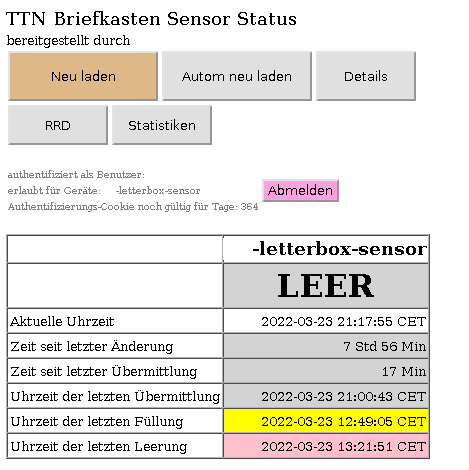 TTN Briefkasten Sensor Status
bereitgestellt durch
Neu laden Autom neu laden Details
RRD Statistiken
authentifiziert als Benutzer:
erlaubt für Geräte: -letterbox-sensor Abmelden
Authentifizierungs-Cookie noch gültig für Tage: 364
-letterbox-sensor
LEER
Aktuelle Uhrzeit 2022-03-23 21:17:55 CET
Zeit seit letzter Änderung 7 Std 56 Min
Zeit seit letzter Übermittlung 17 Min
Uhrzeit der letzten Übermittlung 2022-03-23 21:00:43 CET
Uhrzeit der letzten Füllung 2022-03-23 12:49:05 CET
Uhrzeit der letzten Leerung 2022-03-23 13:21:51 CET